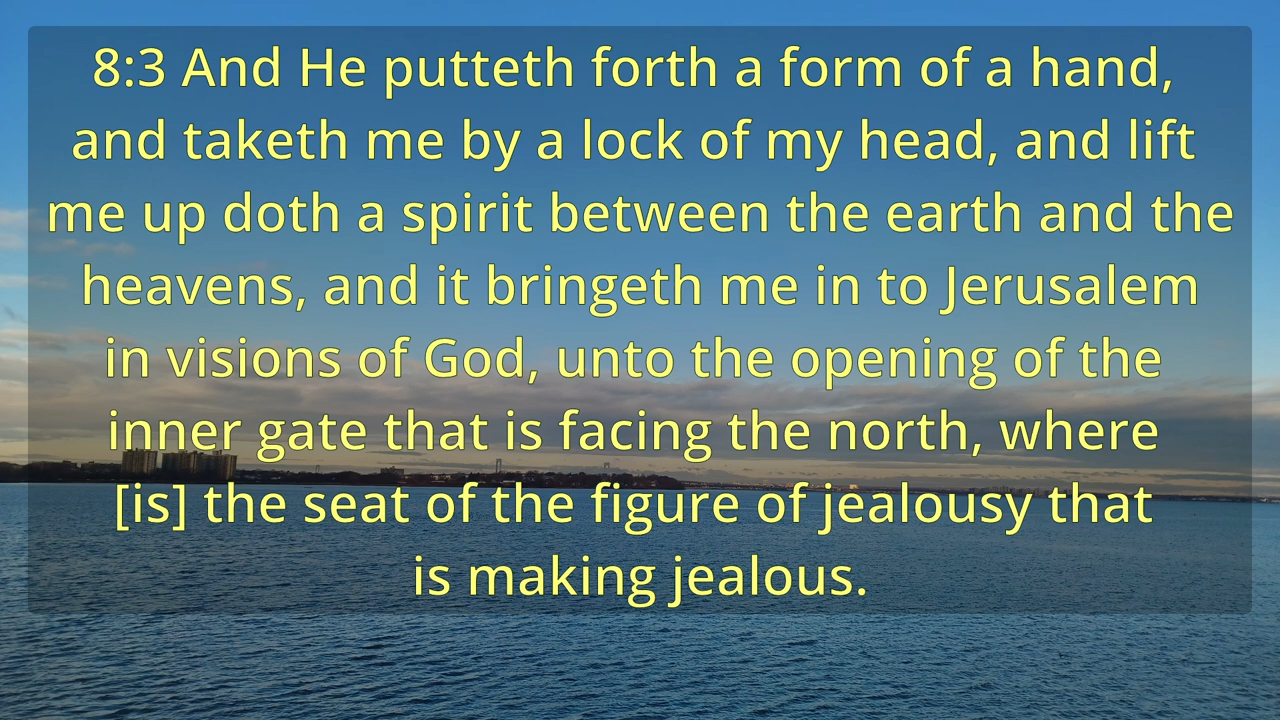 8:3 And He putteth forth a form of a hand,
and taketh me by a lock of my head, and lift
me up doth a spirit between the earth and the
heavens, and it bringeth me in to Jerusalem
in visions of God, unto the opening of the
inner gate that is facing the north, where
[is] the seat of the figure of jealousy that
is making jealous.